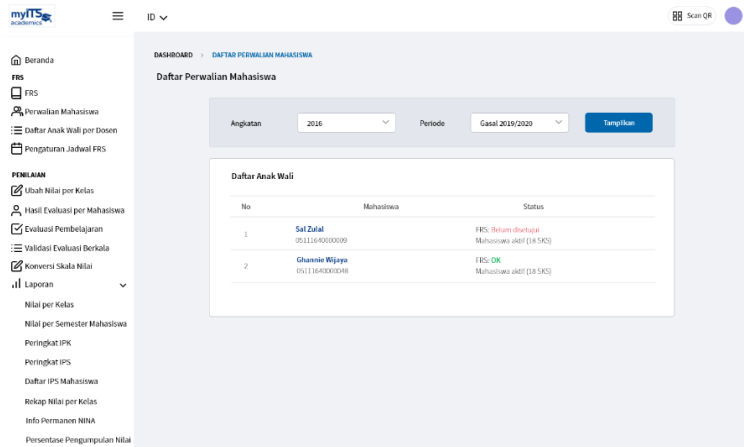 myITS
academics
ID
Scan QR
Beranda
FRS
FRS
Perwalian Mahasiswa
Daftar Anak Wali per Dosen
Pengaturan Jadwal FRS
PENILAIAN
Ubah Nilai per Kelas
Hasil Evaluasi per Mahasiswa
Evaluasi Pembelajaran
Validasi Evaluasi Berkala
Konversi Skala Nilai
Laporan
Nilai per Kelas
Nilai per Semester Mahasiswa
Peringkat IPK
Peringkat IPS
Daftar IPS Mahasiswa
Rekap Nilai per Kelas
Info Permanen NINA
Persentase Pengumpulan Nilai
DASHBOARD > DAFTAR PERWALIAN MAHASISWA
Daftar Perwalian Mahasiswa
Angkatan 2016 Periode Gasal 2019/2020 Tampilkan
Daftar Anak Wali
No Mahasiswa Status
1 Sal Zulal FRS: Belum disetujui
05111640000009 Mahasiswa aktif (18 SKS)
2 Ghannie Wijaya FRS: OK
05111640000048 Mahasiswa aktif (18 SKS)